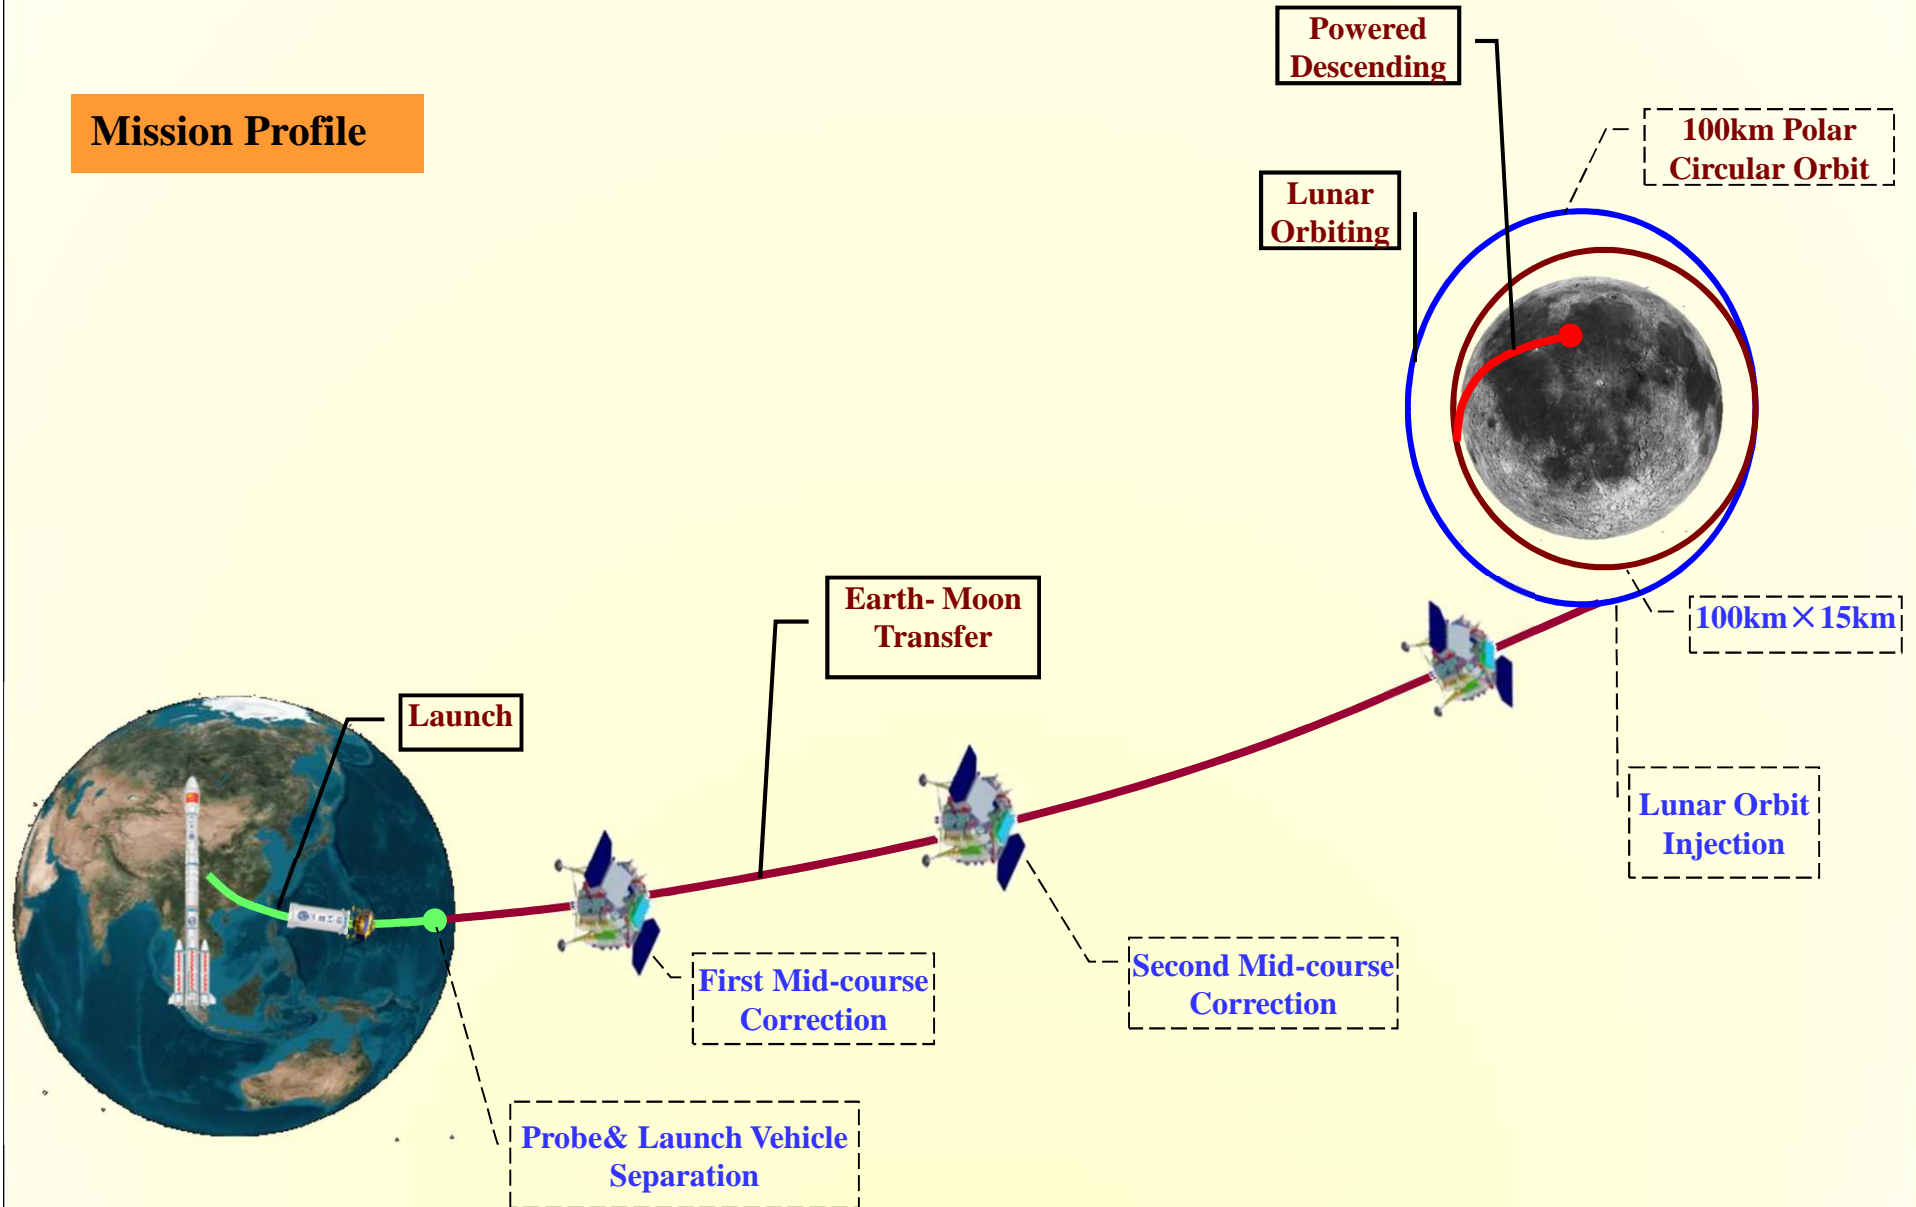 Mission Profile
Powered
Descending
100km Polar
Circular Orbit
Lunar
Orbiting
Earth- Moon
Transfer
100km×15km
Launch
Lunar Orbit
Injection
First Mid-course
Correction
Second Mid-course
Correction
Probe& Launch Vehicle
Separation